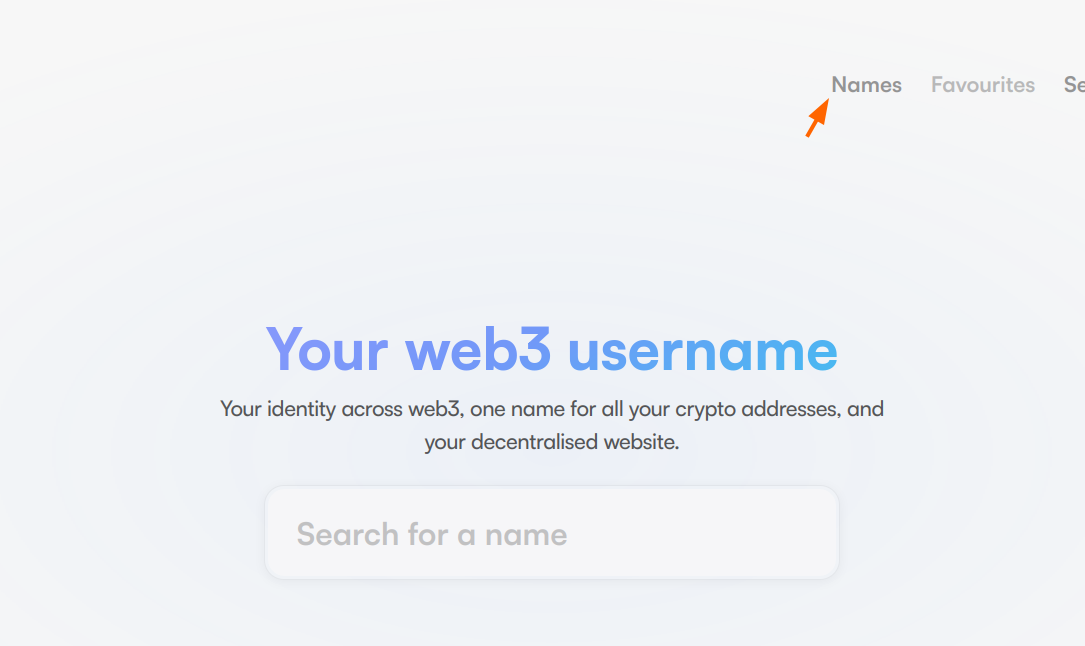 Names Favourites Se
Your web3 username
Your identity across web3, one name for all your crypto addresses, and
your decentralised website.
Search for a name